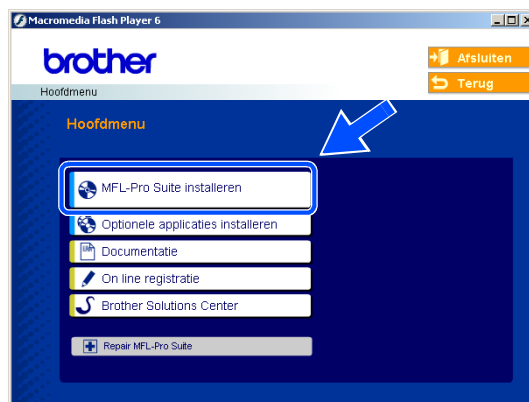 Macromedia Flash Player 6
brother
Afsluiten
Terug
Hoofdmenu
Hoofdmenu
MFL-Pro Suite installeren
Optionele applicaties installeren
Documentatie
On line registratie
Brother Solutions Center
Repair MFL-Pro Suite